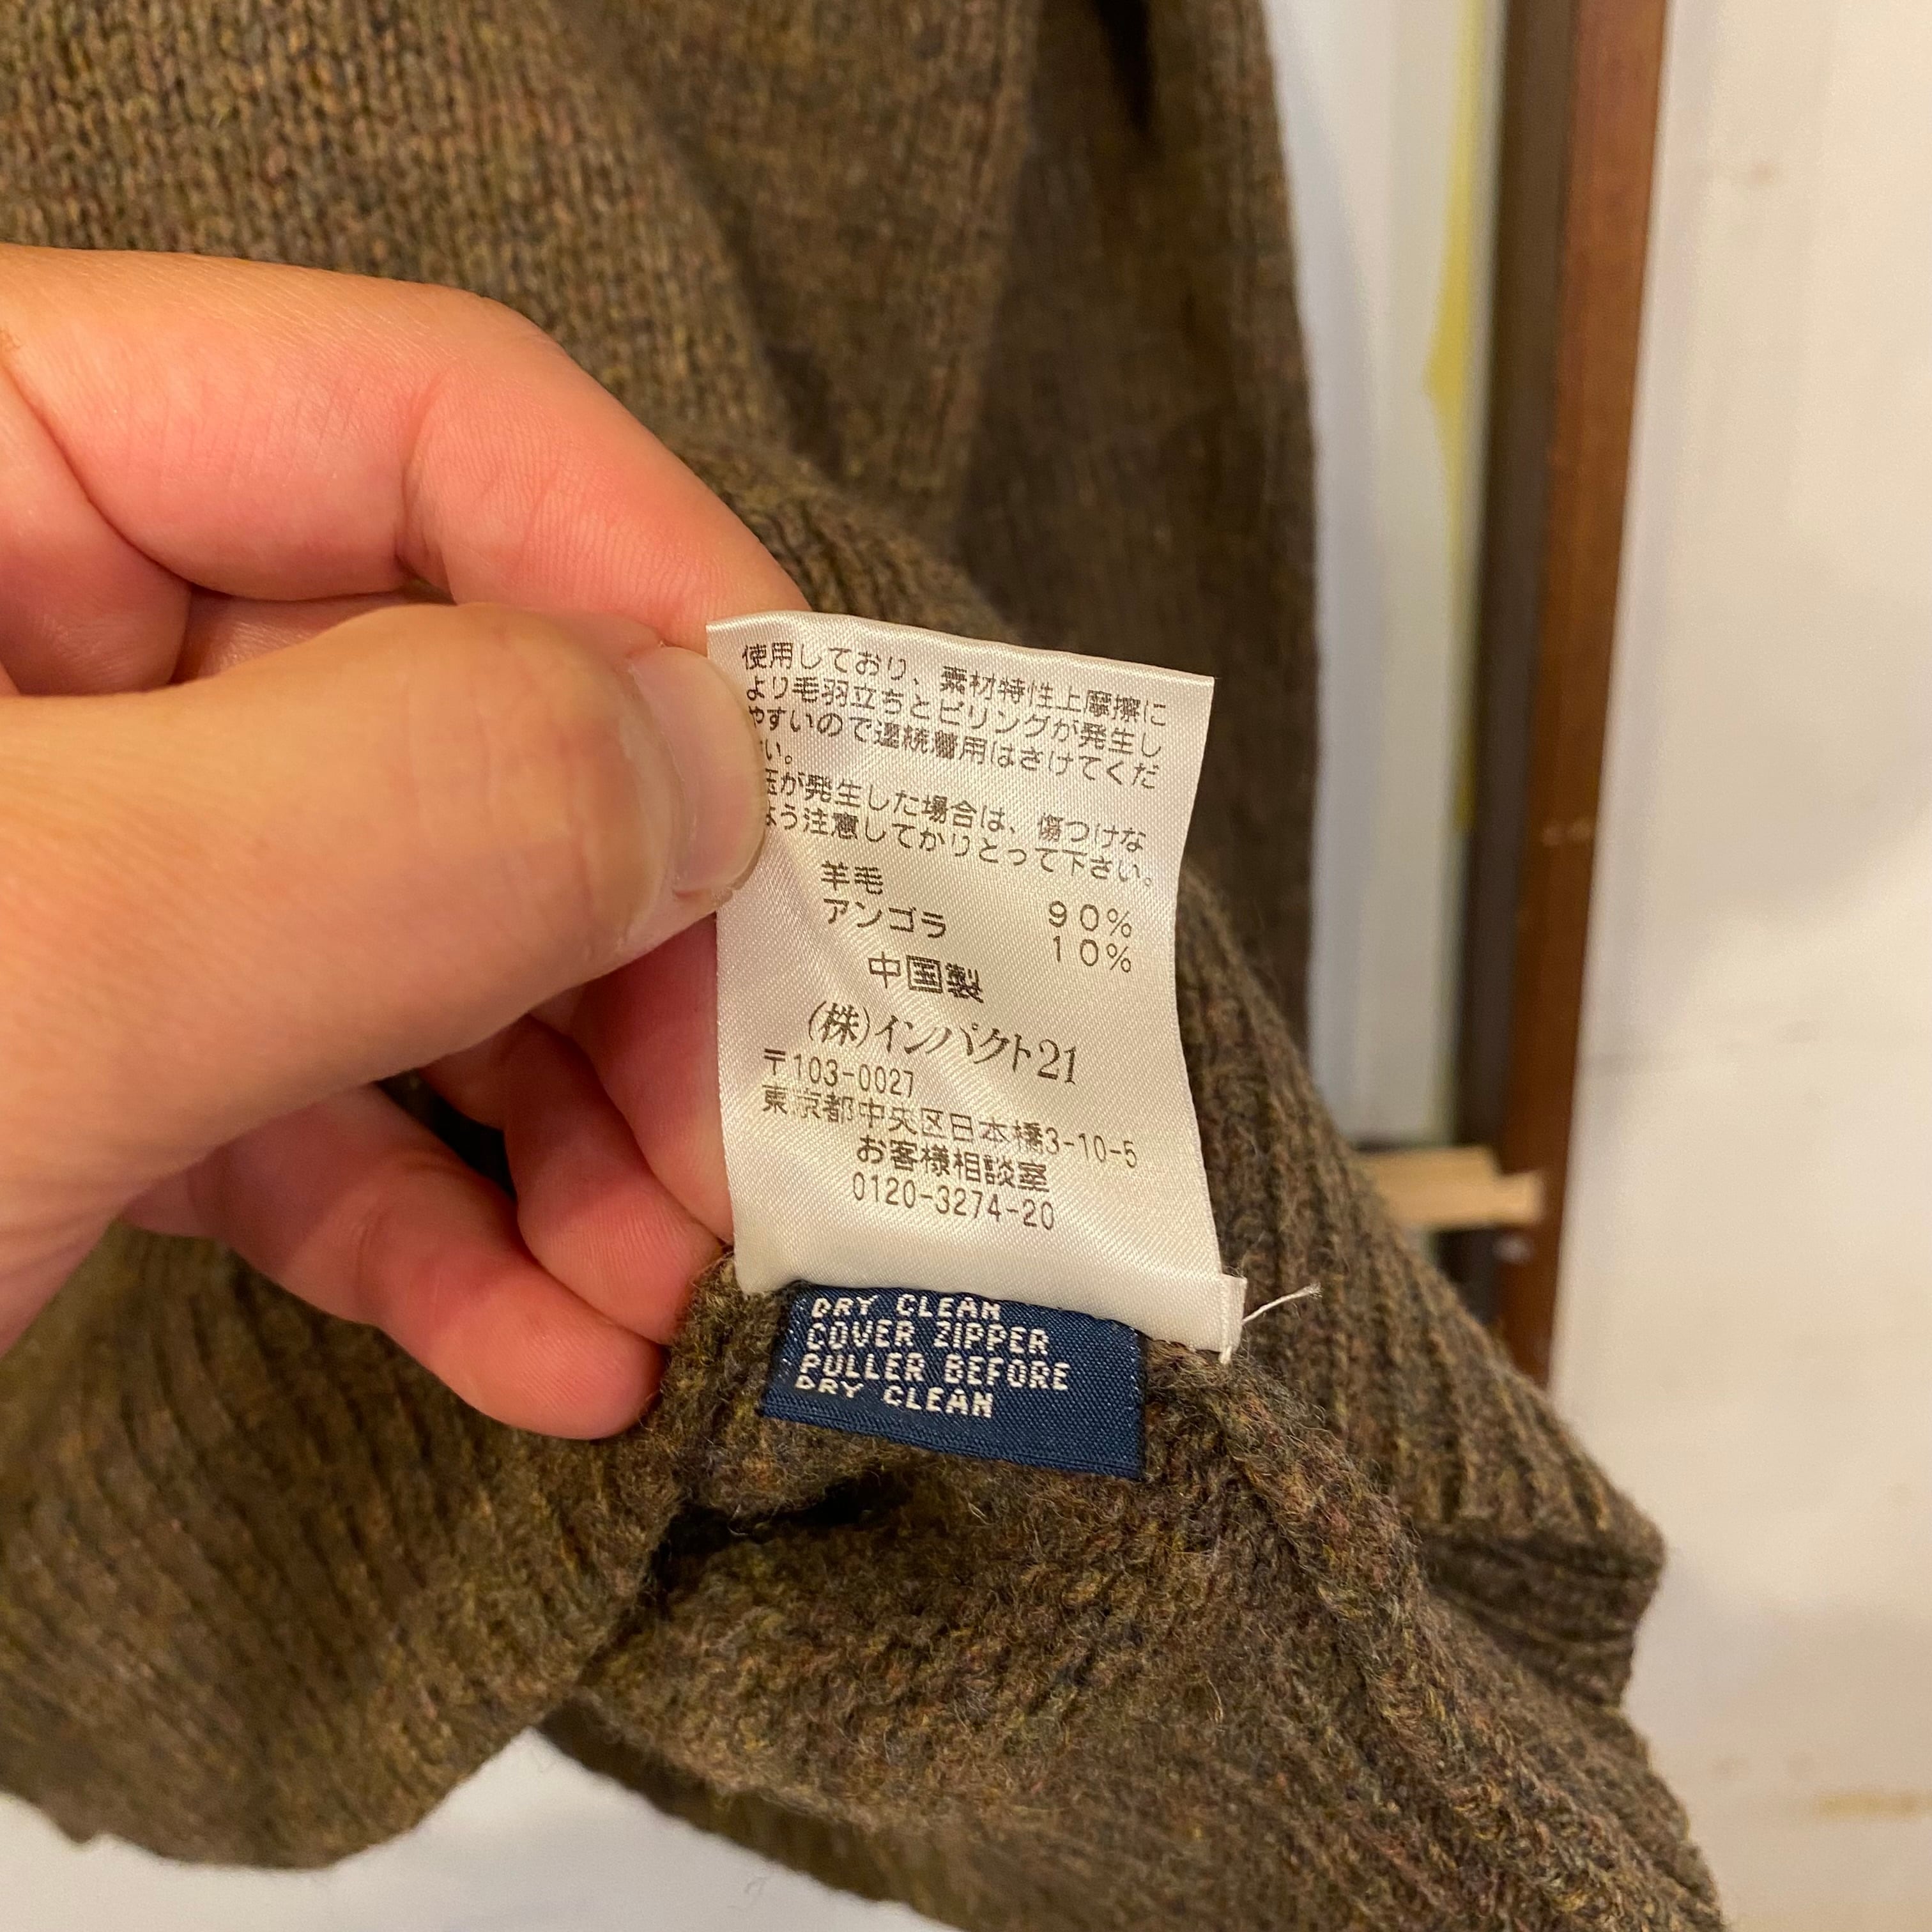 使用しており、素材特性上摩擦に
より毛羽立ちとピリングが発生し
やすいので連続着用はさけてくだ
い。
が発生した場合は、傷つけな
よう注意してかりとって下さい。
羊毛 90%
アンゴラ 10%
中国製
(株)インパクト21
〒103-0027
東京都中央区日本橋3-10-5
お客様相談室
0120-3274-20
DRY CLEAN
COVER ZIPPER
PULLER BEFORE
DRY CLEAN